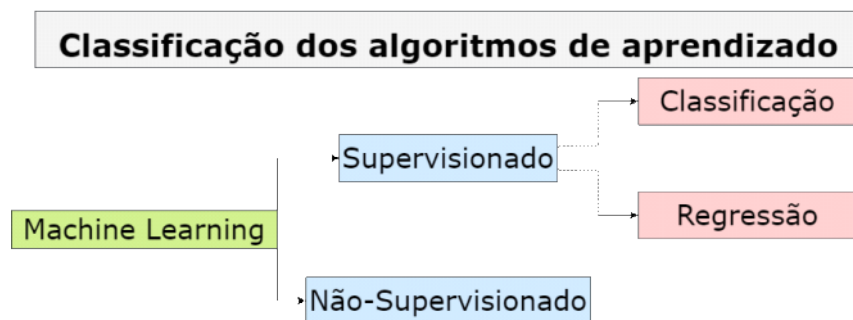 Classificação dos algoritmos de aprendizado
Classificação
Supervisionado
Regressão
Machine Learning
Não-Supervisionado